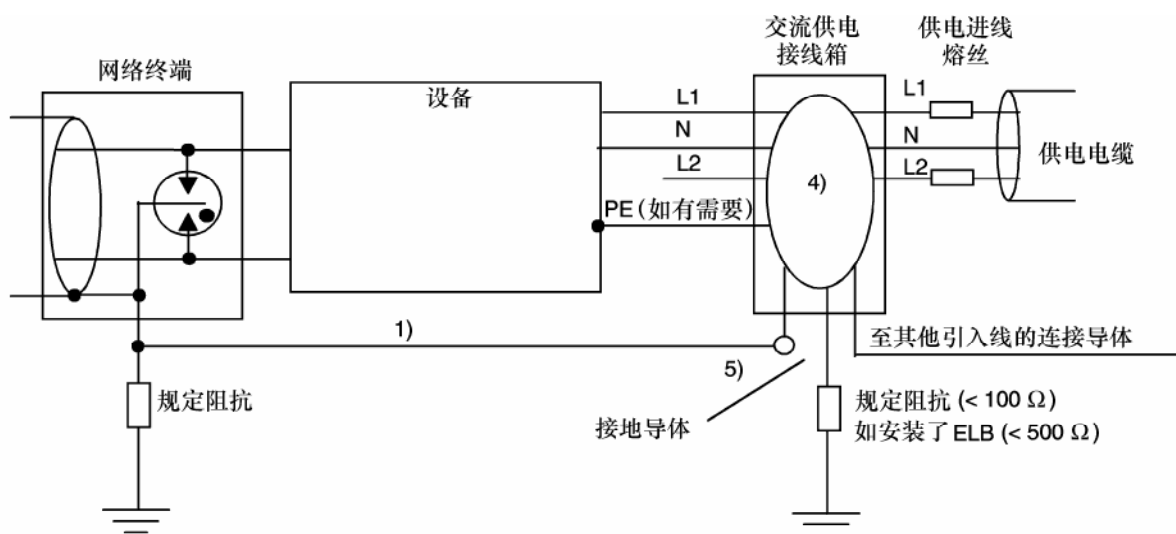 交流供电
接线箱
供电进线
熔丝
网络终端
设备
L1
L1
N
N
供电电缆
L2
L2
4)
PE (如有需要)
1)
至其他引入线的连接导体
5)
规定阻抗
接地导体
规定阻抗 (< 100 Ω)
如安装了 ELB (< 500 Ω)